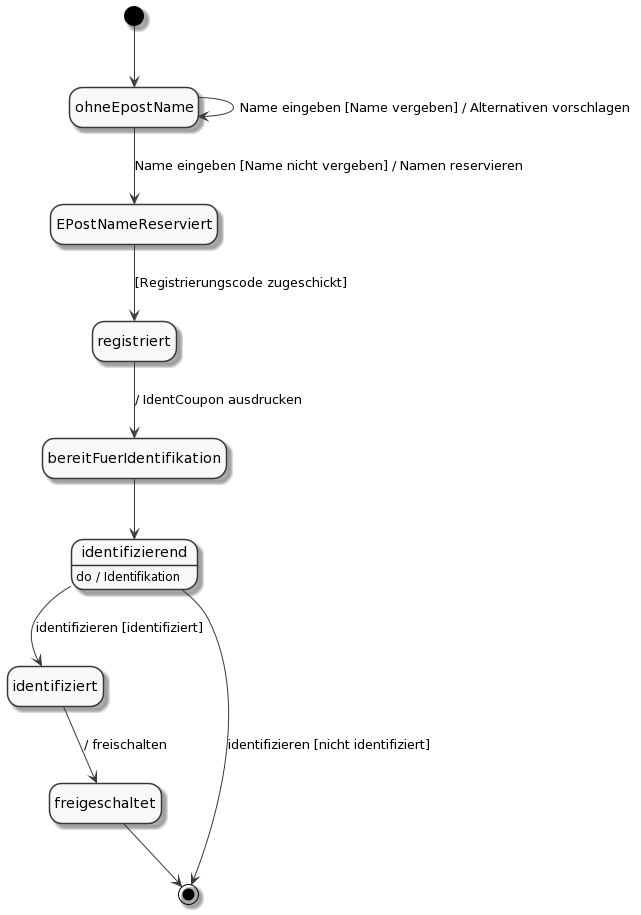 ohneEpostName
Name eingeben [Name vergeben] / Alternativen vorschlagen
Name eingeben [Name nicht vergeben] / Namen reservieren
EPostNameReserviert
[Registrierungscode zugeschickt]
registriert
/ IdentCoupon ausdrucken
bereitFuerIdentifikation
identifizierend
do / Identifikation
identifizieren [identifiziert]
identifiziert
/ freischalten
identifizieren [nicht identifiziert]
freigeschaltet